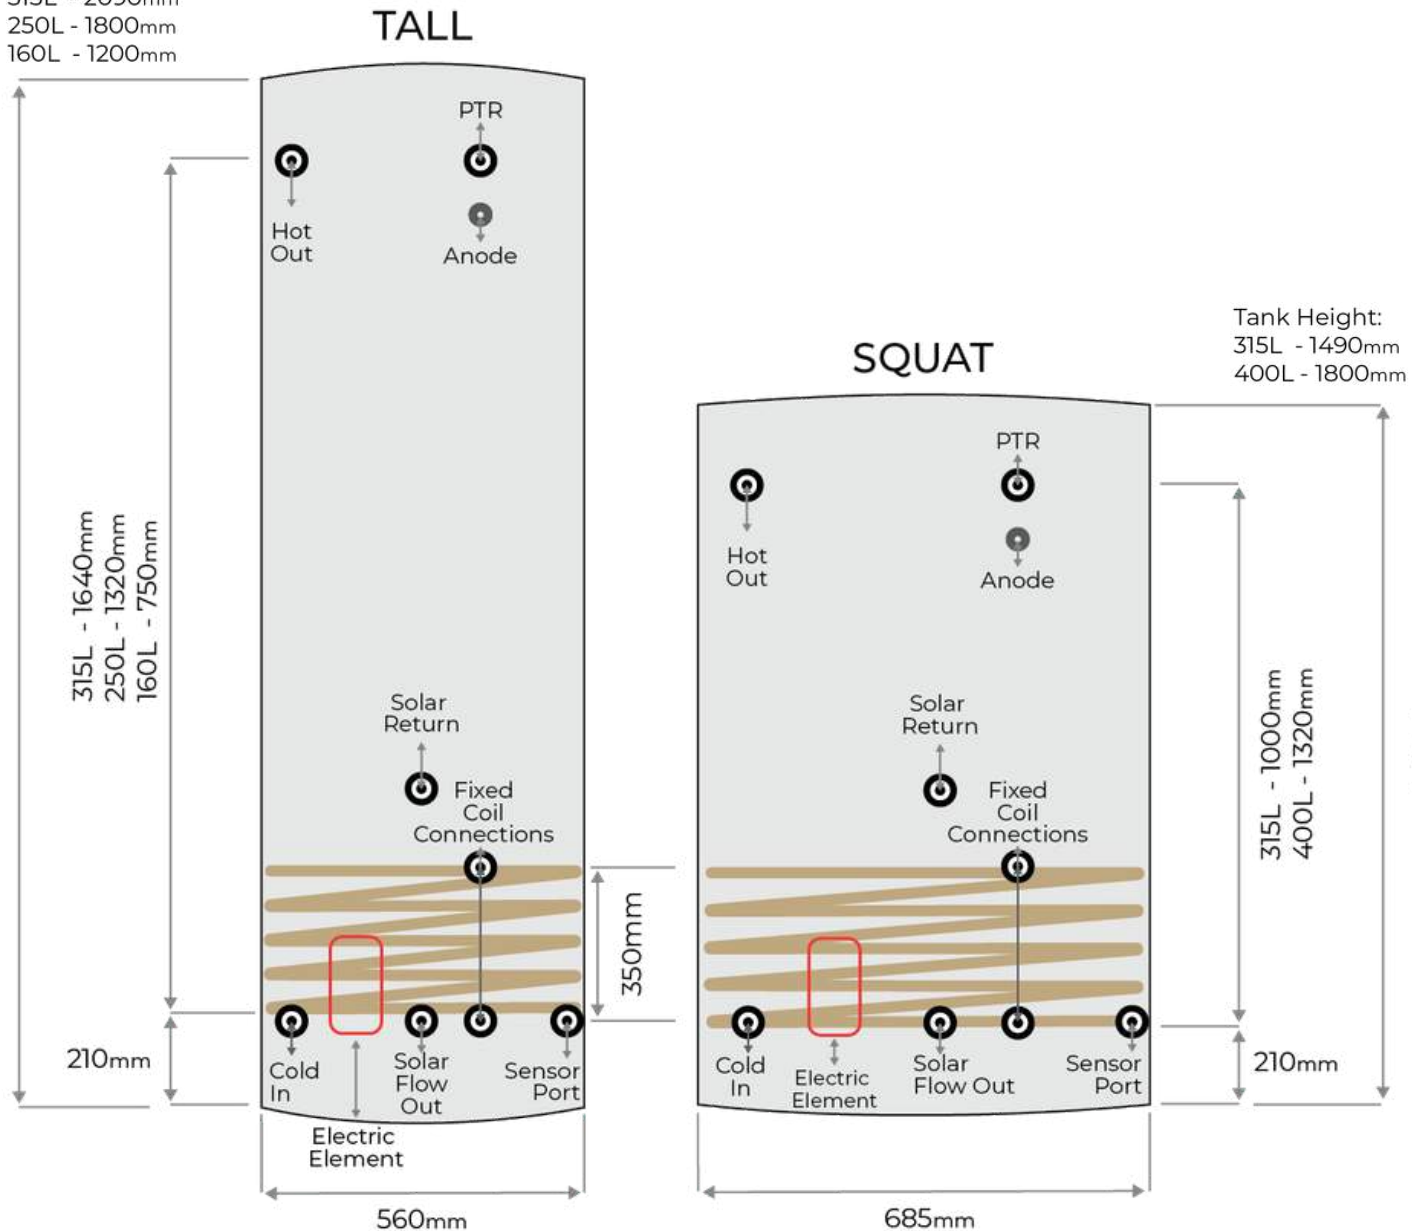 315L - 2090mm
250L - 1800mm
160L - 1200mm
TALL
PTR
Hot
Out
Anode
315L - 1640mm
250L - 1320mm
160L - 750mm
Solar
Return
Fixed
Coil
Connections
350mm
210mm
Cold
In
Solar
Flow
Out
Sensor
Port
Electric
Element
560mm
SQUAT
Tank Height:
315L - 1490mm
400L - 1800mm
PTR
Hot
Out
Anode
Solar
Return
Fixed
Coil
Connections
315L - 1000mm
400L - 1320mm
Cold
In
Electric
Element
Solar
Flow Out
Sensor
Port
210mm
685mm